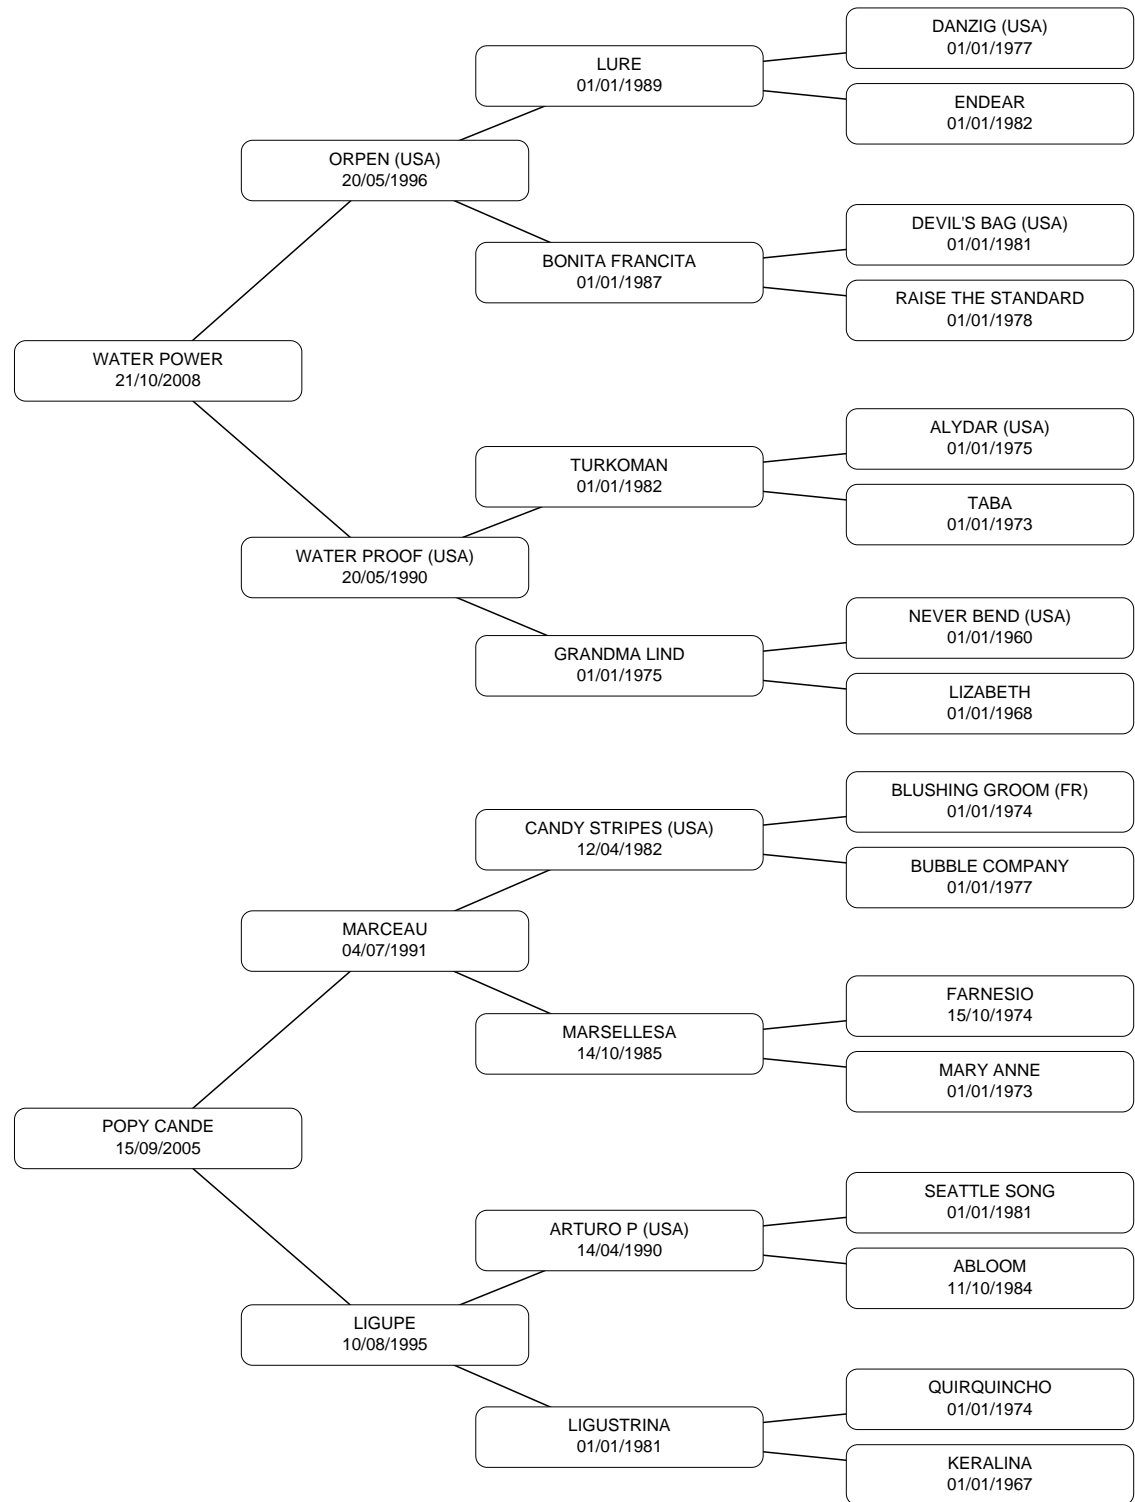 DANZIG (USA)
01/01/1977
LURE
01/01/1989
ENDEAR
01/01/1982
ORPEN (USA)
20/05/1996
DEVIL'S BAG (USA)
01/01/1981
BONITA FRANCITA
01/01/1987
RAISE THE STANDARD
01/01/1978
WATER POWER
21/10/2008
ALYDAR (USA)
01/01/1975
TURKOMAN
01/01/1982
TABA
01/01/1973
WATER PROOF (USA)
20/05/1990
NEVER BEND (USA)
01/01/1960
GRANDMA LIND
01/01/1975
LIZABETH
01/01/1968
BLUSHING GROOM (FR)
01/01/1974
CANDY STRIPES (USA)
12/04/1982
BUBBLE COMPANY
01/01/1977
MARCEAU
04/07/1991
FARNESIO
15/10/1974
MARSELLESA
14/10/1985
MARY ANNE
01/01/1973
POPY CANDE
15/09/2005
SEATTLE SONG
01/01/1981
ARTURO P (USA)
14/04/1990
ABLOOM
11/10/1984
LIGUPE
10/08/1995
QUIRQUINCHO
01/01/1974
LIGUSTRINA
01/01/1981
KERALINA
01/01/1967